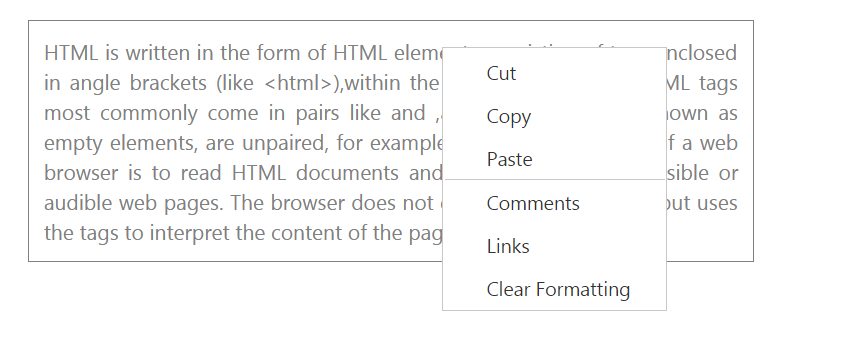 HTML is written in the form of HTML nclosed
in angle brackets (like <html>),within the ML tags
most commonly come in pairs like and , own as
empty elements, are unpaired, for example f a web
browser is to read HTML documents and sible or
audible web pages. The browser does not but uses
the tags to interpret the content of the pag
Cut
Copy
Paste
Comments
Links
Clear Formatting